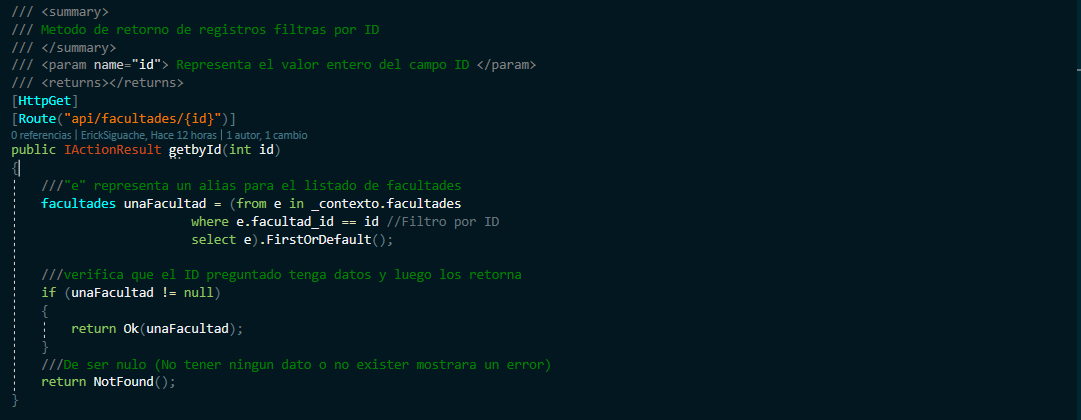 /// <summary>
/// Metodo de retorno de registros filtras por ID
/// </summary>
/// <param name="id"> Representa el valor entero del campo ID </param>
/// <returns></returns>
[HttpGet]
[Route("api/facultades/{id}")]
0 referencias | ErickSiguache, Hace 12 horas | 1 autor, 1 cambio
public IActionResult getbyId(int id)
{
///"e" representa un alias para el listado de facultades
facultades unaFacultad = (from e in _contexto.facultades
where e.facultad_id == id //Filtro por ID
select e).FirstOrDefault();
///verifica que el ID preguntado tenga datos y luego los retorna
if (unaFacultad != null)
{
return Ok(unaFacultad);
}
///De ser nulo (No tener ningun dato o no exister mostrara un error)
return NotFound();
}